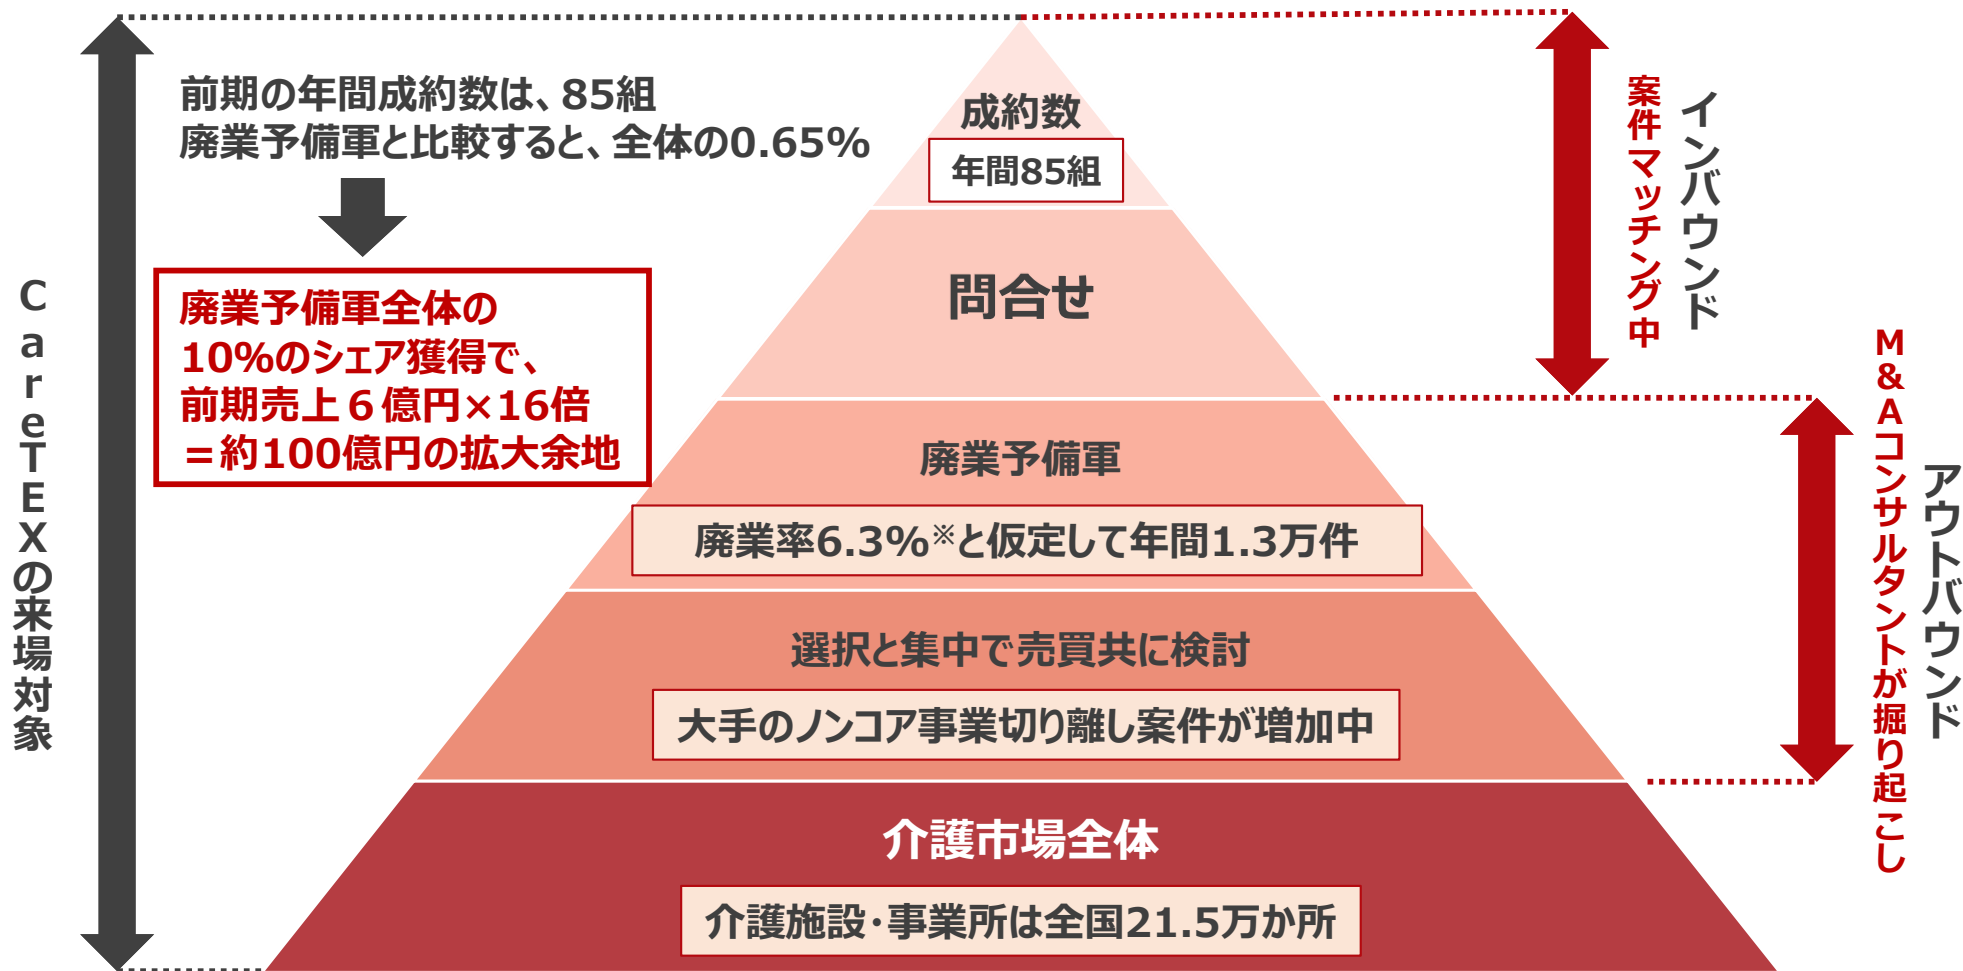 前期の年間成約数は、85組
廃業予備軍と比較すると、全体の0.65%
廃業予備軍全体の
10%のシェア獲得で、
前期売上６億円×16倍
＝約100億円の拡大余地
CareTEXの来場対象
成約数
年間85組
問合せ
廃業予備軍
廃業率6.3%※と仮定して年間1.3万件
選択と集中で売買共に検討
大手のノンコア事業切り離し案件が増加中
介護市場全体
介護施設・事業所は全国21.5万か所
インバウンド
案件マッチング中
アウトバウンド
M&Aコンサルタントが掘り起こし